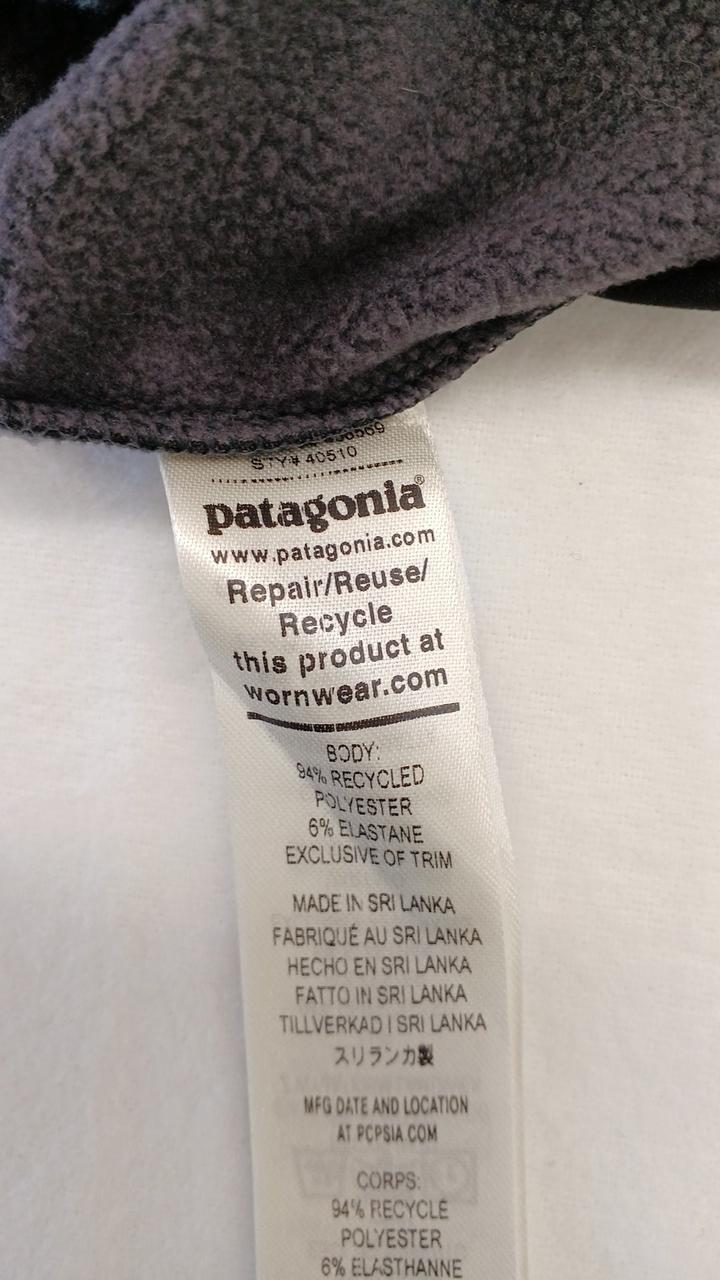 STY# 40510
patagonia®
www.patagonia.com
Repair/Reuse/
Recycle
this product at
wornwear.com
BODY:
94% RECYCLED
POLYESTER
6% ELASTANE
EXCLUSIVE OF TRIM
MADE IN SRI LANKA
FABRIQUÉ AU SRI LANKA
HECHO EN SRI LANKA
FATTO IN SRI LANKA
TILLVERKAD I SRI LANKA
スリランカ製
MFG DATE AND LOCATION
AT PCPSIA.COM
CORPS:
94% RECYCLÉ
POLYESTER
6% ELASTHANNE